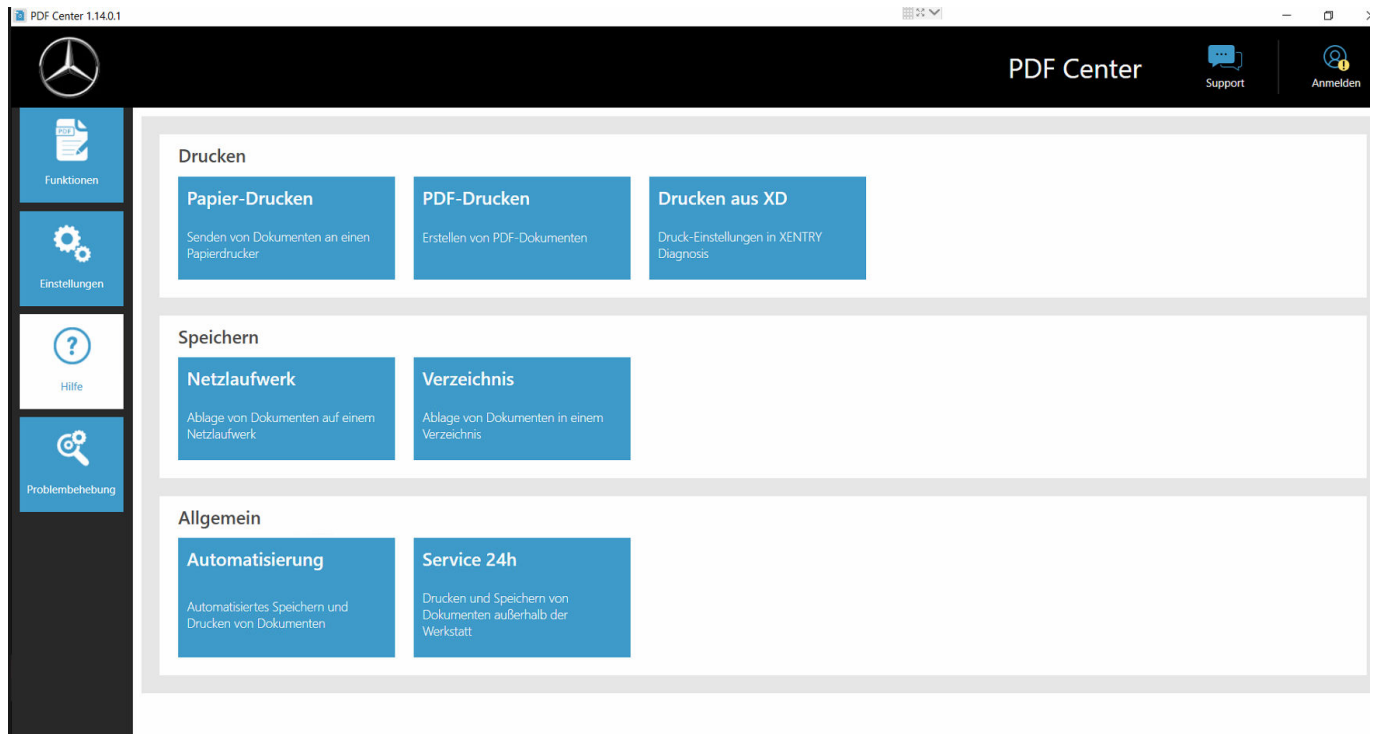 PDF Center 1.14.0.1
PDF Center
Support
Anmelden
PDF
Funktionen
Einstellungen
?
Hilfe
Problembehebung
Drucken
Papier-Drucken
Senden von Dokumenten an einen
Papierdrucker
PDF-Drucken
Erstellen von PDF-Dokumenten
Drucken aus XD
Druck-Einstellungen in XENTRY
Diagnosis
Speichern
Netzlaufwerk
Ablage von Dokumenten auf einem
Netzlaufwerk
Verzeichnis
Ablage von Dokumenten in einem
Verzeichnis
Allgemein
Automatisierung
Automatisiertes Speichern und
Drucken von Dokumenten
Service 24h
Drucken und Speichern von
Dokumenten außerhalb der
Werkstatt